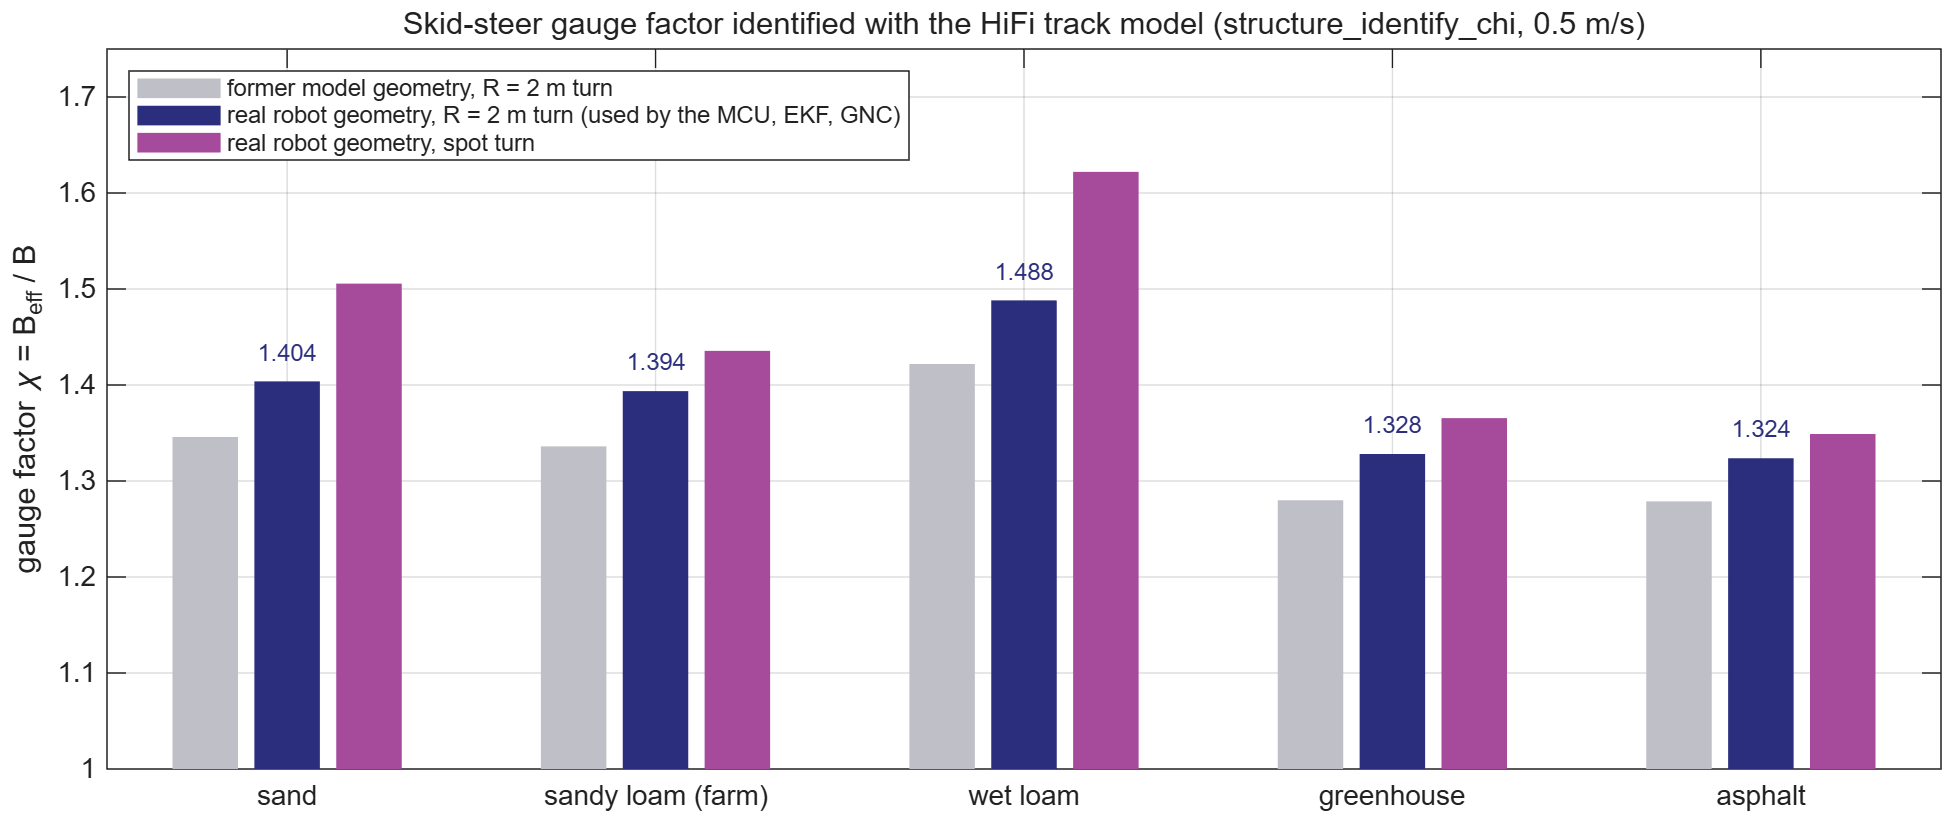 Skid-steer gauge factor identified with the HiFi track model (structure_identify_chi, 0.5 m/s)
former model geometry, R = 2 m turn
real robot geometry, R = 2 m turn (used by the MCU, EKF, GNC)
real robot geometry, spot turn
gauge factor χ = B_eff / B
1.7
1.6
1.5
1.4
1.3
1.2
1.1
1
1.404
1.394
1.488
1.328
1.324
sand
sandy loam (farm)
wet loam
greenhouse
asphalt